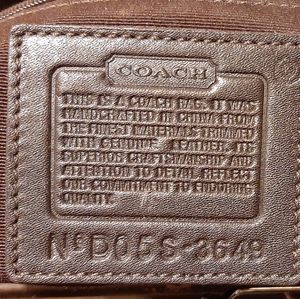 COACH
THIS IS A COACH BAG. IT WAS
HANDCRAFTED IN CHINA FROM
THE FINEST MATERIALS TRIMMED
WITH GENUINE LEATHER. ITS
SUPERIOR CRAFTSMANSHIP AND
ATTENTION TO DETAIL REFLECT
OUR COMMITMENT TO ENDURING
QUALITY.
Nº D05S-3649